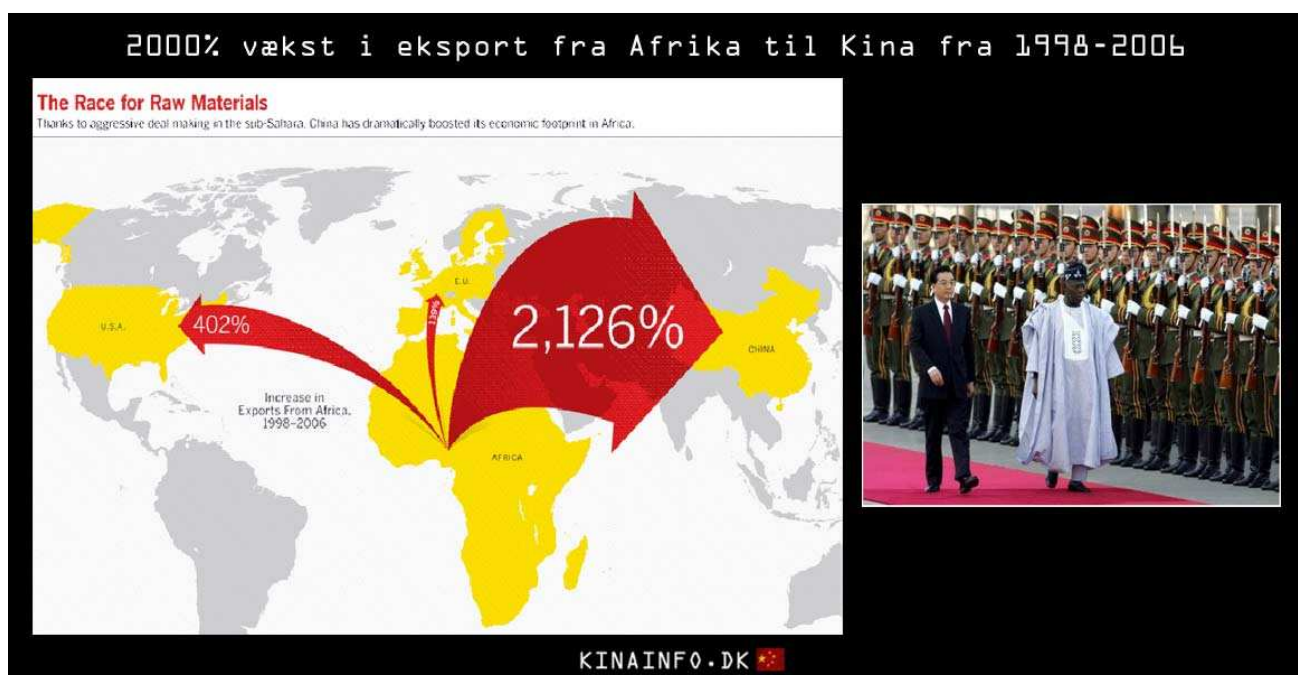 2000% vækst i eksport fra Afrika til Kina fra 1998-2006
The Race for Raw Materials
Thanks to aggressive deal making in the sub-Sahara, China has dramatically boosted its economic footprint in Africa.
E.U.
U.S.A.
402%
139%
2,126%
CHINA
Increase in
Exports From Africa,
1998–2006
AFRICA
KINAINFO.DK